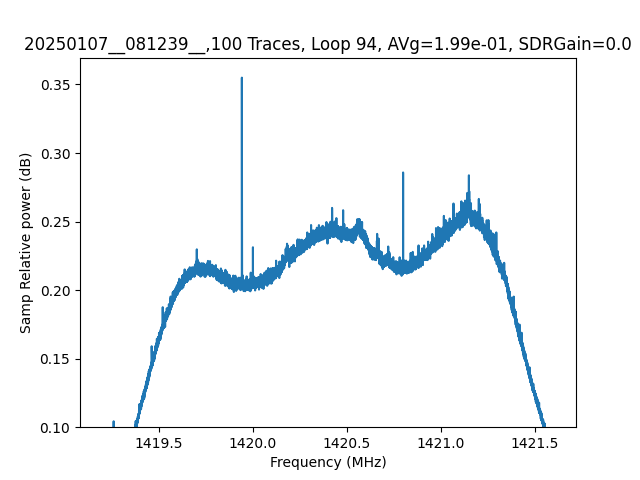 20250107__081239__,100 Traces, Loop 94, AVg=1.99e-01, SDRGain=0.0
0.35
0.30
0.25
0.20
0.15
0.10
Samp Relative power (dB)
1419.5 1420.0 1420.5 1421.0 1421.5
Frequency (MHz)